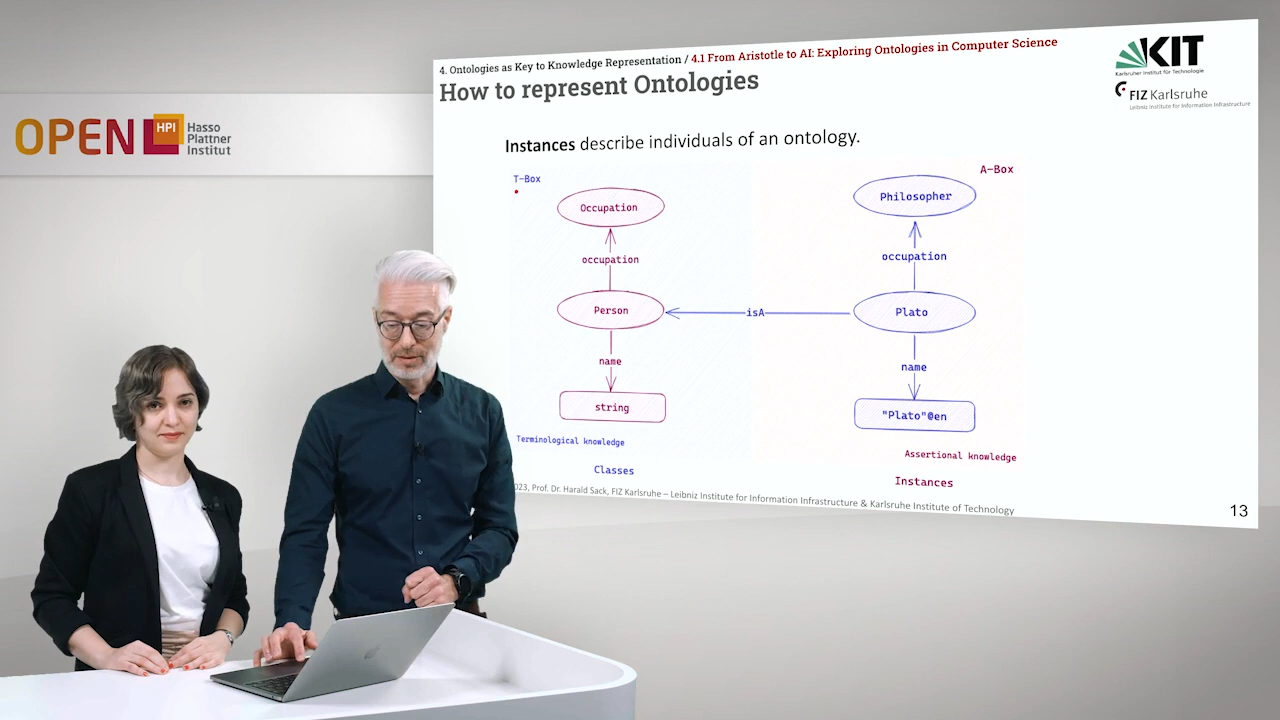 4. Ontologies as Key to Knowledge Representation / 4.1 From Aristotle to AI: Exploring Ontologies in Computer Science
How to represent Ontologies
KIT
Karlsruher Institut für Technologie
FIZ Karlsruhe
Leibniz Institute for Information Infrastructure
OPEN HPI Hasso
Plattner
Institut
Instances describe individuals of an ontology.
T-Box
A-Box
Occupation
Philosopher
occupation
occupation
Person
isA
Plato
name
name
string
"Plato"@en
Terminological knowledge
Assertional knowledge
Classes
Instances
023, Prof. Dr. Harald Sack, FIZ Karlsruhe – Leibniz Institute for Information Infrastructure & Karlsruhe Institute of Technology
13